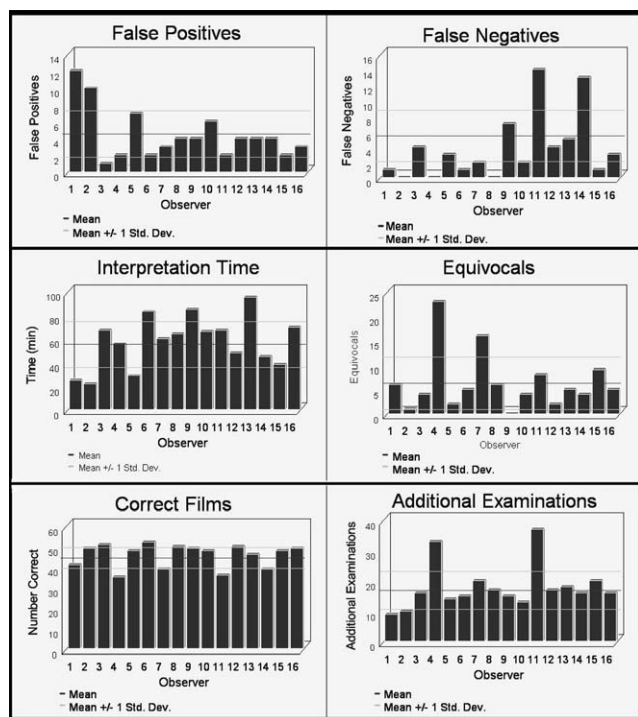 False Positives
False Positives
14
12
10
8
6
4
2
0
1 2 3 4 5 6 7 8 9 10 11 12 13 14 15 16
Observer
Mean
Mean +/- 1 Std. Dev.
False Negatives
False Negatives
16
14
12
10
8
6
4
2
0
1 2 3 4 5 6 7 8 9 10 11 12 13 14 15 16
Observer
Mean
Mean +/- 1 Std. Dev.
Interpretation Time
Time (min)
100
80
60
40
20
0
1 2 3 4 5 6 7 8 9 10 11 12 13 14 15 16
Observer
Mean
Mean +/- 1 Std. Dev.
Equivocals
Equivocals
25
20
15
10
5
0
1 2 3 4 5 6 7 8 9 10 11 12 13 14 15 16
Observer
Mean
Mean +/- 1 Std. Dev.
Correct Films
Number Correct
60
50
40
30
20
10
0
1 2 3 4 5 6 7 8 9 10 11 12 13 14 15 16
Observer
Mean
Mean +/- 1 Std. Dev.
Additional Examinations
Additional Examinations
40
30
20
10
0
1 2 3 4 5 6 7 8 9 10 11 12 13 14 15 16
Observer
Mean
Mean +/- 1 Std. Dev.